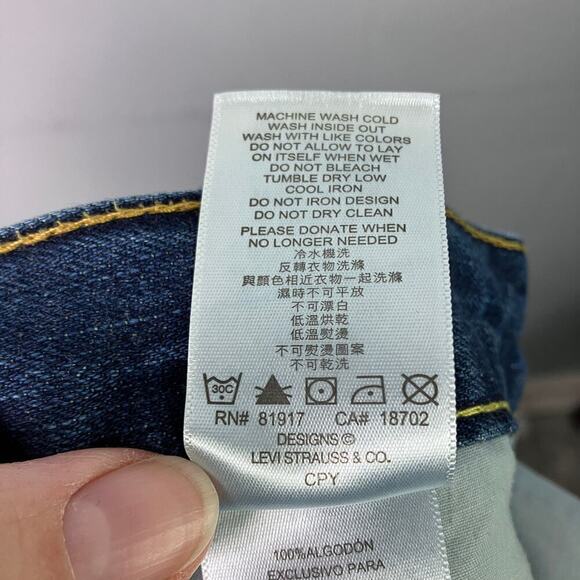 MACHINE WASH COLD
WASH INSIDE OUT
WASH WITH LIKE COLORS
DO NOT ALLOW TO LAY
ON ITSELF WHEN WET
DO NOT BLEACH
TUMBLE DRY LOW
COOL IRON
DO NOT IRON DESIGN
DO NOT DRY CLEAN
PLEASE DONATE WHEN
NO LONGER NEEDED
冷水機洗
反轉衣物洗滌
與顏色相近衣物一起洗滌
濕時不可平放
不可漂白
低溫烘乾
低溫熨燙
不可熨燙圖案
不可乾洗
30C
RN# 81917 CA# 18702
DESIGNS ©
LEVI STRAUSS & CO.
CPY
100%ALGODÓN
EXCLUSIVO PARA